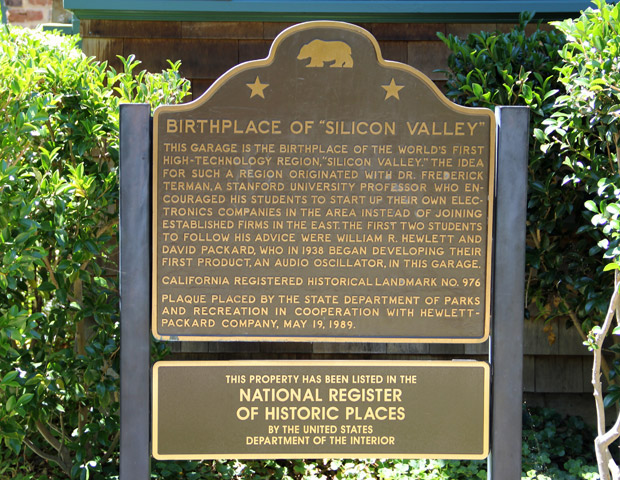 BIRTHPLACE OF "SILICON VALLEY"
THIS GARAGE IS THE BIRTHPLACE OF THE WORLD'S FIRST
HIGH-TECHNOLOGY REGION, "SILICON VALLEY." THE IDEA
FOR SUCH A REGION ORIGINATED WITH DR. FREDERICK
TERMAN, A STANFORD UNIVERSITY PROFESSOR WHO EN-
COURAGED HIS STUDENTS TO START UP THEIR OWN ELEC-
TRONICS COMPANIES IN THE AREA INSTEAD OF JOINING
ESTABLISHED FIRMS IN THE EAST. THE FIRST TWO STUDENTS
TO FOLLOW HIS ADVICE WERE WILLIAM R. HEWLETT AND
DAVID PACKARD, WHO IN 1938 BEGAN DEVELOPING THEIR
FIRST PRODUCT, AN AUDIO OSCILLATOR, IN THIS GARAGE.
CALIFORNIA REGISTERED HISTORICAL LANDMARK NO. 976
PLAQUE PLACED BY THE STATE DEPARTMENT OF PARKS
AND RECREATION IN COOPERATION WITH HEWLETT-
PACKARD COMPANY, MAY 19, 1989.
THIS PROPERTY HAS BEEN LISTED IN THE
NATIONAL REGISTER
OF HISTORIC PLACES
BY THE UNITED STATES
DEPARTMENT OF THE INTERIOR